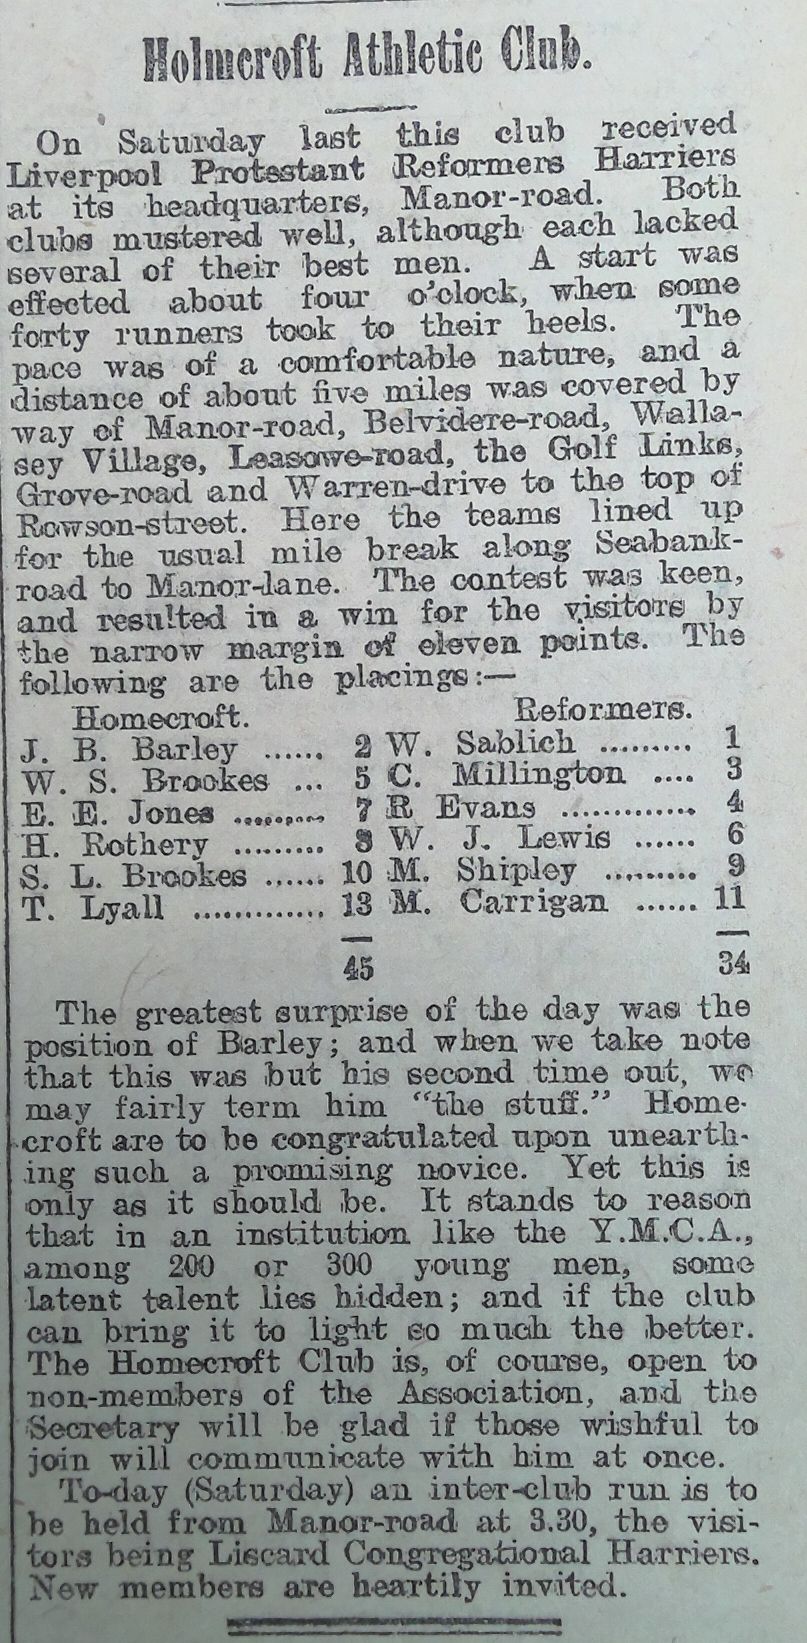 Holmcroft Athletic Club.
On Saturday last this club received
Liverpool Protestant Reformers Harriers
at its headquarters, Manor-road. Both
clubs mustered well, although each lacked
several of their best men. A start was
effected about four o'clock, when some
forty runners took to their heels. The
pace was of a comfortable nature, and a
distance of about five miles was covered by
way of Manor-road, Belvidere-road, Walla-
sey Village, Leasowe-road, the Golf Links,
Grove-road and Warren-drive to the top of
Rowson-street. Here the teams lined up
for the usual mile break along Seabank-
road to Manor-lane. The contest was keen,
and resulted in a win for the visitors by
the narrow margin of eleven points. The
following are the placings:—
Homecroft. Reformers.
J. B. Barley ...... 2 W. Sablich ......... 1
W. S. Brookes ... 5 C. Millington .... 3
E. E. Jones ......... 7 R Evans ............. 4
H. Rothery ......... 8 W. J. Lewis ...... 6
S. L. Brookes ...... 10 M. Shipley ......... 9
T. Lyall ............. 13 M. Carrigan ...... 11
45 34
The greatest surprise of the day was the
position of Barley; and when we take note
that this was but his second time out, we
may fairly term him "the stuff." Home-
croft are to be congratulated upon unearth-
ing such a promising novice. Yet this is
only as it should be. It stands to reason
that in an institution like the Y.M.C.A.,
among 200 or 300 young men, some
latent talent lies hidden; and if the club
can bring it to light so much the better.
The Homecroft Club is, of course, open to
non-members of the Association, and the
Secretary will be glad if those wishful to
join will communicate with him at once.
To-day (Saturday) an inter-club run is to
be held from Manor-road at 3.30, the visi-
tors being Liscard Congregational Harriers.
New members are heartily invited.